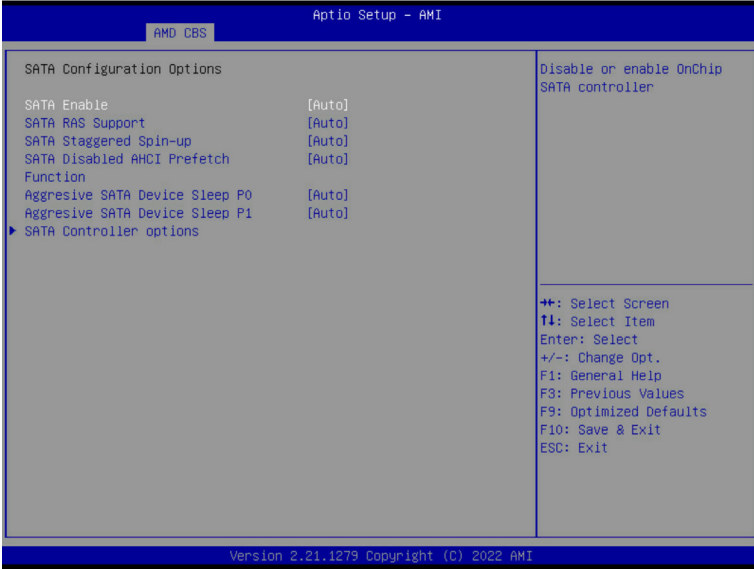 Aptio Setup – AMI
AMD CBS
SATA Configuration Options
SATA Enable [Auto]
SATA RAS Support [Auto]
SATA Staggered Spin-up [Auto]
SATA Disabled AHCI Prefetch [Auto]
Function
Aggresive SATA Device Sleep P0 [Auto]
Aggresive SATA Device Sleep P1 [Auto]
► SATA Controller options
Disable or enable OnChip
SATA controller
→←: Select Screen
↑↓: Select Item
Enter: Select
+/-: Change Opt.
F1: General Help
F3: Previous Values
F9: Optimized Defaults
F10: Save & Exit
ESC: Exit
Version 2.21.1279 Copyright (C) 2022 AMI